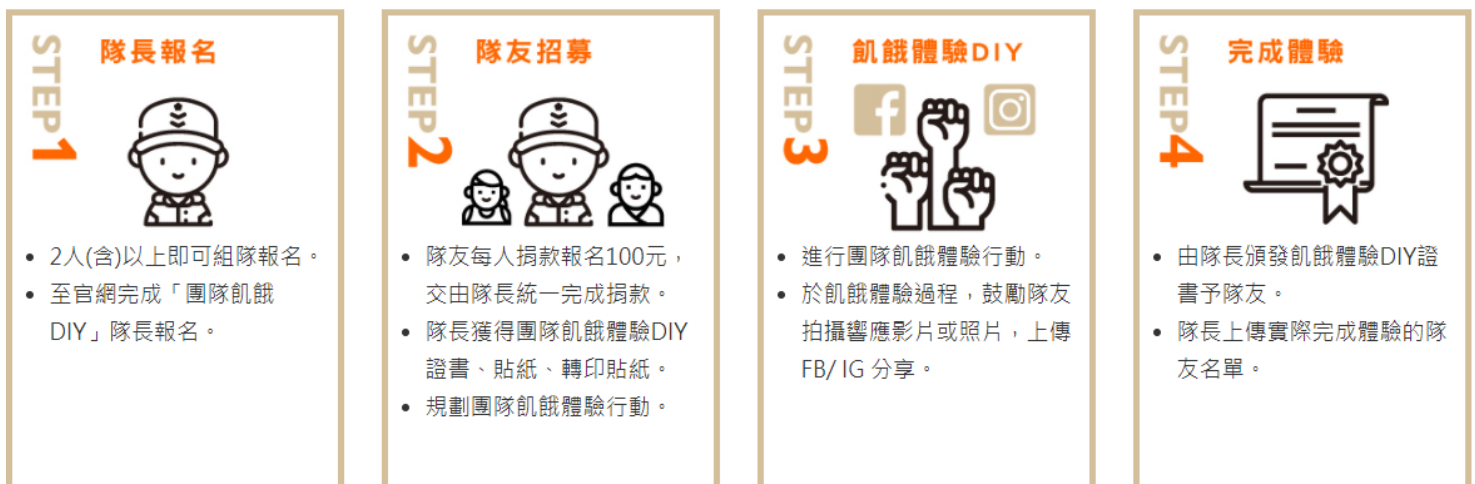 STEP1
隊長報名
• 2人(含)以上即可組隊報名。
• 至官網完成「團隊飢餓
DIY」隊長報名。
STEP2
隊友招募
• 隊友每人捐款報名100元，
交由隊長統一完成捐款。
• 隊長獲得團隊飢餓體驗DIY
證書、貼紙、轉印貼紙。
• 規劃團隊飢餓體驗行動。
STEP3
飢餓體驗DIY
• 進行團隊飢餓體驗行動。
• 於飢餓體驗過程，鼓勵隊友
拍攝響應影片或照片，上傳
FB/ IG 分享。
STEP4
完成體驗
• 由隊長頒發飢餓體驗DIY證
書予隊友。
• 隊長上傳實際完成體驗的隊
友名單。